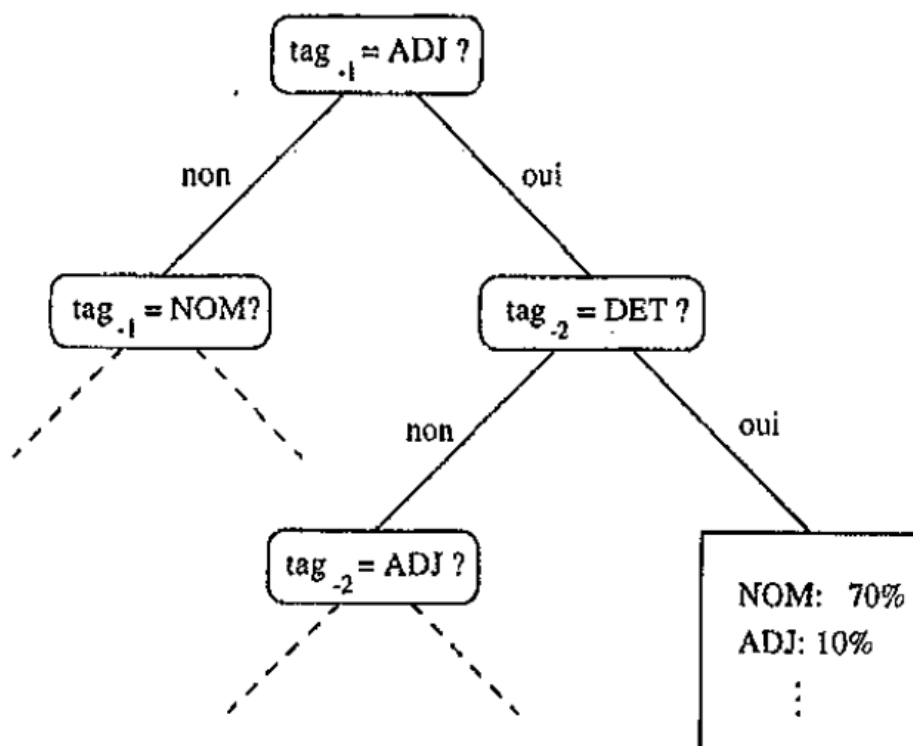 tag -1 = ADJ ?
non
oui
tag -1 = NOM?
tag -2 = DET ?
non
oui
tag -2 = ADJ ?
NOM: 70%
ADJ: 10%